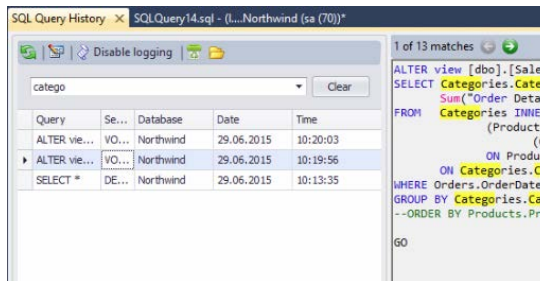 SQL Query History × SQLQuery14.sql - (l....Northwind (sa (70))*
Disable logging
catego Clear
Query Se... Database Date Time
ALTER vie... VO... Northwind 29.06.2015 10:20:03
ALTER vie... VO... Northwind 29.06.2015 10:19:56
SELECT * DE... Northwind 29.06.2015 10:13:35
1 of 13 matches
ALTER view [dbo].[Sale
SELECT Categories.Cate
Sum("Order Deta
FROM Categories INNE
(Product
(
ON Produ
ON Categories.C
WHERE Orders.OrderDate
GROUP BY Categories.Ca
--ORDER BY Products.Pr
GO